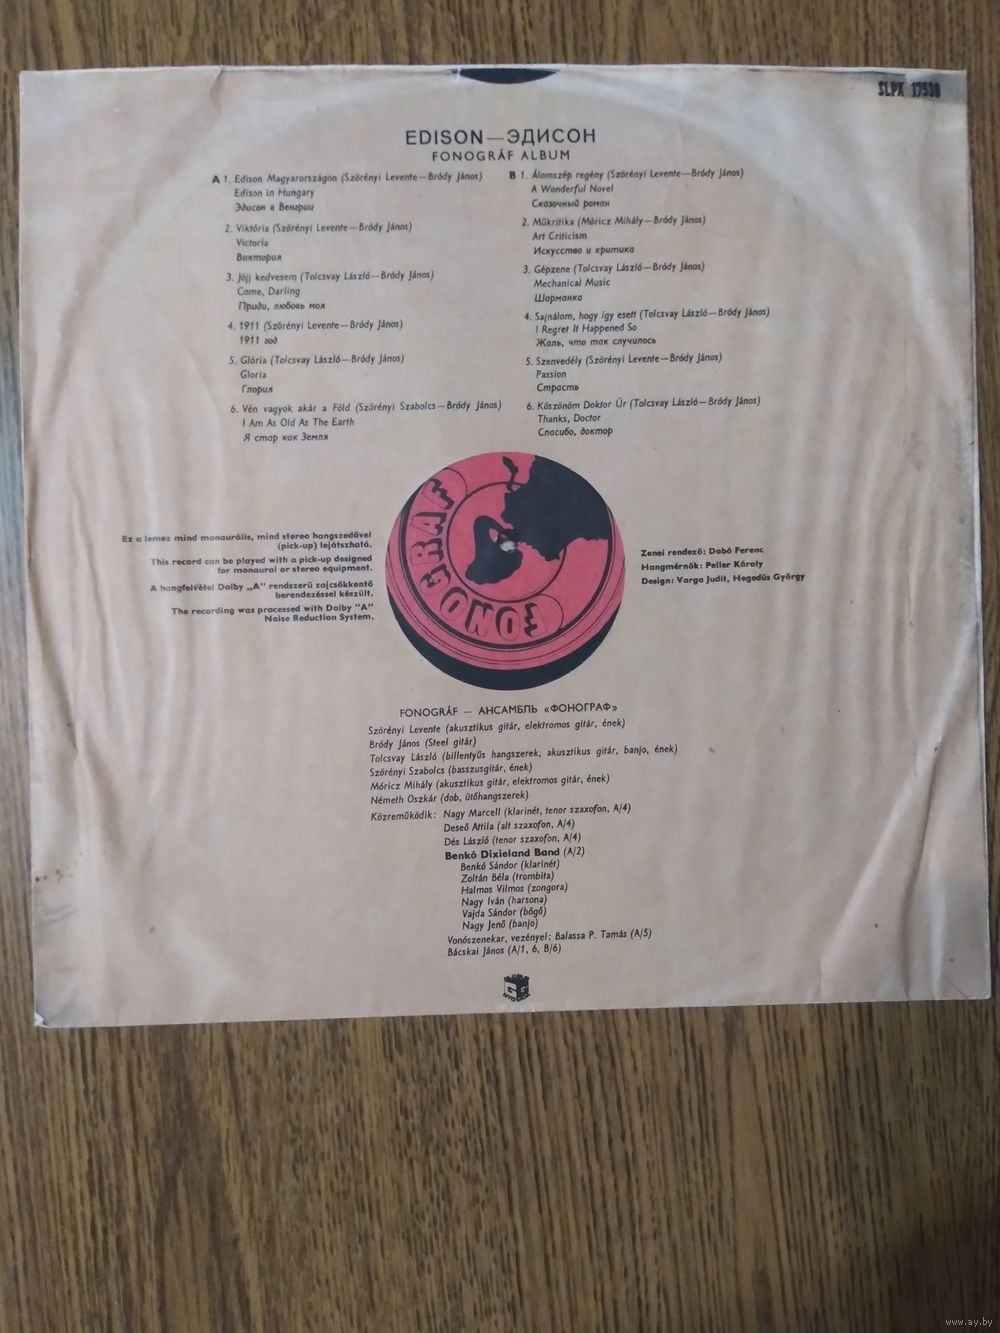 SLPX 17538
EDISON — ЭДИСОН
FONOGRÁF ALBUM
A 1. Edison Magyarországon (Szörényi Levente—Bródy János)
Edison in Hungary
Эдисон в Венгрии
2. Viktória (Szörényi Levente—Bródy János)
Victoria
Виктория
3. Jöjj kedvesem (Tolcsvay László—Bródy János)
Come, Darling
Приди, любовь моя
4. 1911 (Szörényi Levente—Bródy János)
1911 год
5. Glória (Tolcsvay László—Bródy János)
Gloria
Глория
6. Vén vagyok akár a Föld (Szörényi Szabolcs—Bródy János)
I Am As Old As The Earth
Я стар как Земля
B 1. Álomszép regény (Szörényi Levente—Bródy János)
A Wonderful Novel
Сказочный роман
2. Műkritika (Móricz Mihály—Bródy János)
Art Criticism
Искусство и критика
3. Gépzene (Tolcsvay László—Bródy János)
Mechanical Music
Шарманка
4. Sajnálom, hogy így esett (Tolcsvay László—Bródy János)
I Regret It Happened So
Жаль, что так случилось
5. Szenvedély (Szörényi Levente—Bródy János)
Passion
Страсть
6. Köszönöm Doktor Úr (Tolcsvay László—Bródy János)
Thanks, Doctor
Спасибо, доктор
Ez a lemez mind monaurális, mind stereo hangszedővel
(pick-up) lejátszható.
This record can be played with a pick-up designed
for monaural or stereo equipment.
A hangfelvétel Dolby „A” rendszerű zajcsökkentő
berendezéssel készült.
The recording was processed with Dolby "A"
Noise Reduction System.
FONOGRAF
Zenei rendező: Dobó Ferenc
Hangmérnök: Peller Károly
Design: Varga Judit, Hegedűs György
FONOGRÁF — АНСАМБЛЬ «ФОНОГРАФ»
Szörényi Levente (akusztikus gitár, elektromos gitár, ének)
Bródy János (Steel gitár)
Tolcsvay László (billentyűs hangszerek, akusztikus gitár, banjo, ének)
Szörényi Szabolcs (basszusgitár, ének)
Móricz Mihály (akusztikus gitár, elektromos gitár, ének)
Németh Oszkár (dob, ütőhangszerek)
Közreműködik: Nagy Marcell (klarinét, tenor szaxofon, A/4)
Deseő Attila (alt szaxofon, A/4)
Dés László (tenor szaxofon, A/4)
Benkó Dixieland Band (A/2)
Benkó Sándor (klarinét)
Zoltán Béla (trombita)
Halmos Vilmos (zongora)
Nagy Iván (harsona)
Vajda Sándor (bőgő)
Nagy Jenő (banjo)
Vonószenekar, vezényel: Balassa P. Tamás (A/5)
Bácskai János (A/1, 6, B/6)
www.ay.by